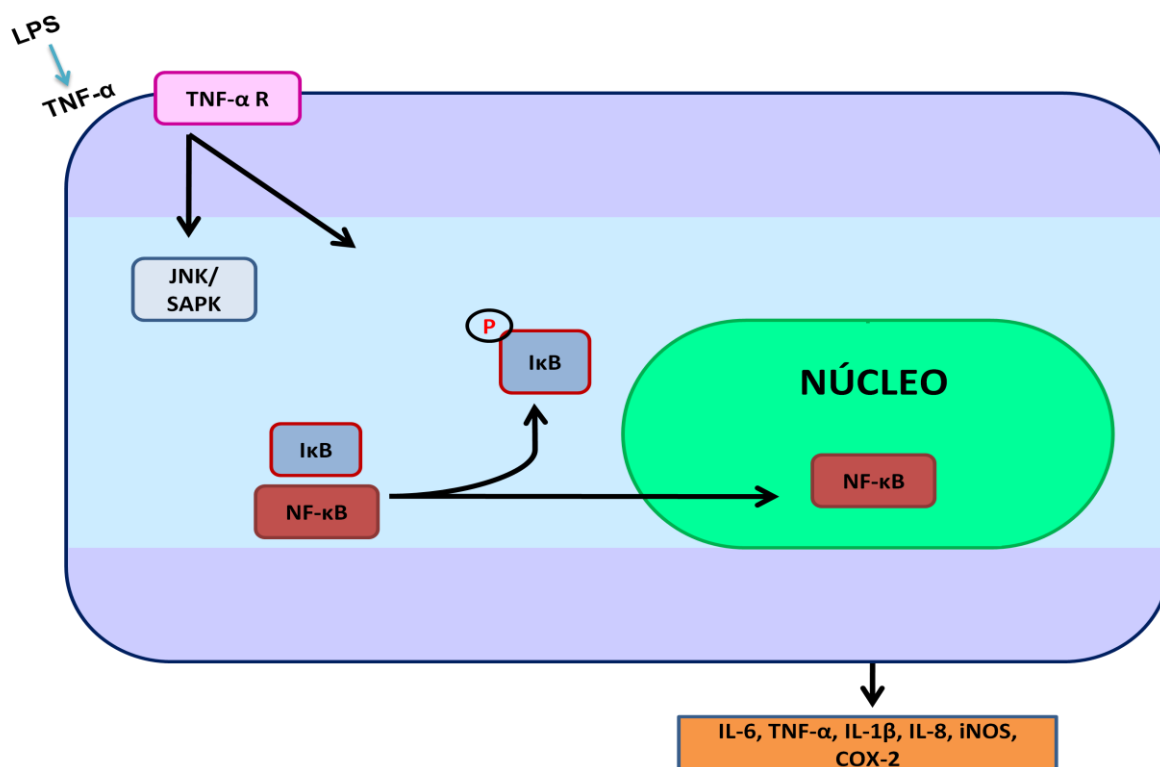 LPS
TNF-α
TNF-α R
JNK/
SAPK
P
IκB
NÚCLEO
IκB
NF-κB
NF-κB
IL-6, TNF-α, IL-1β, IL-8, iNOS,
COX-2